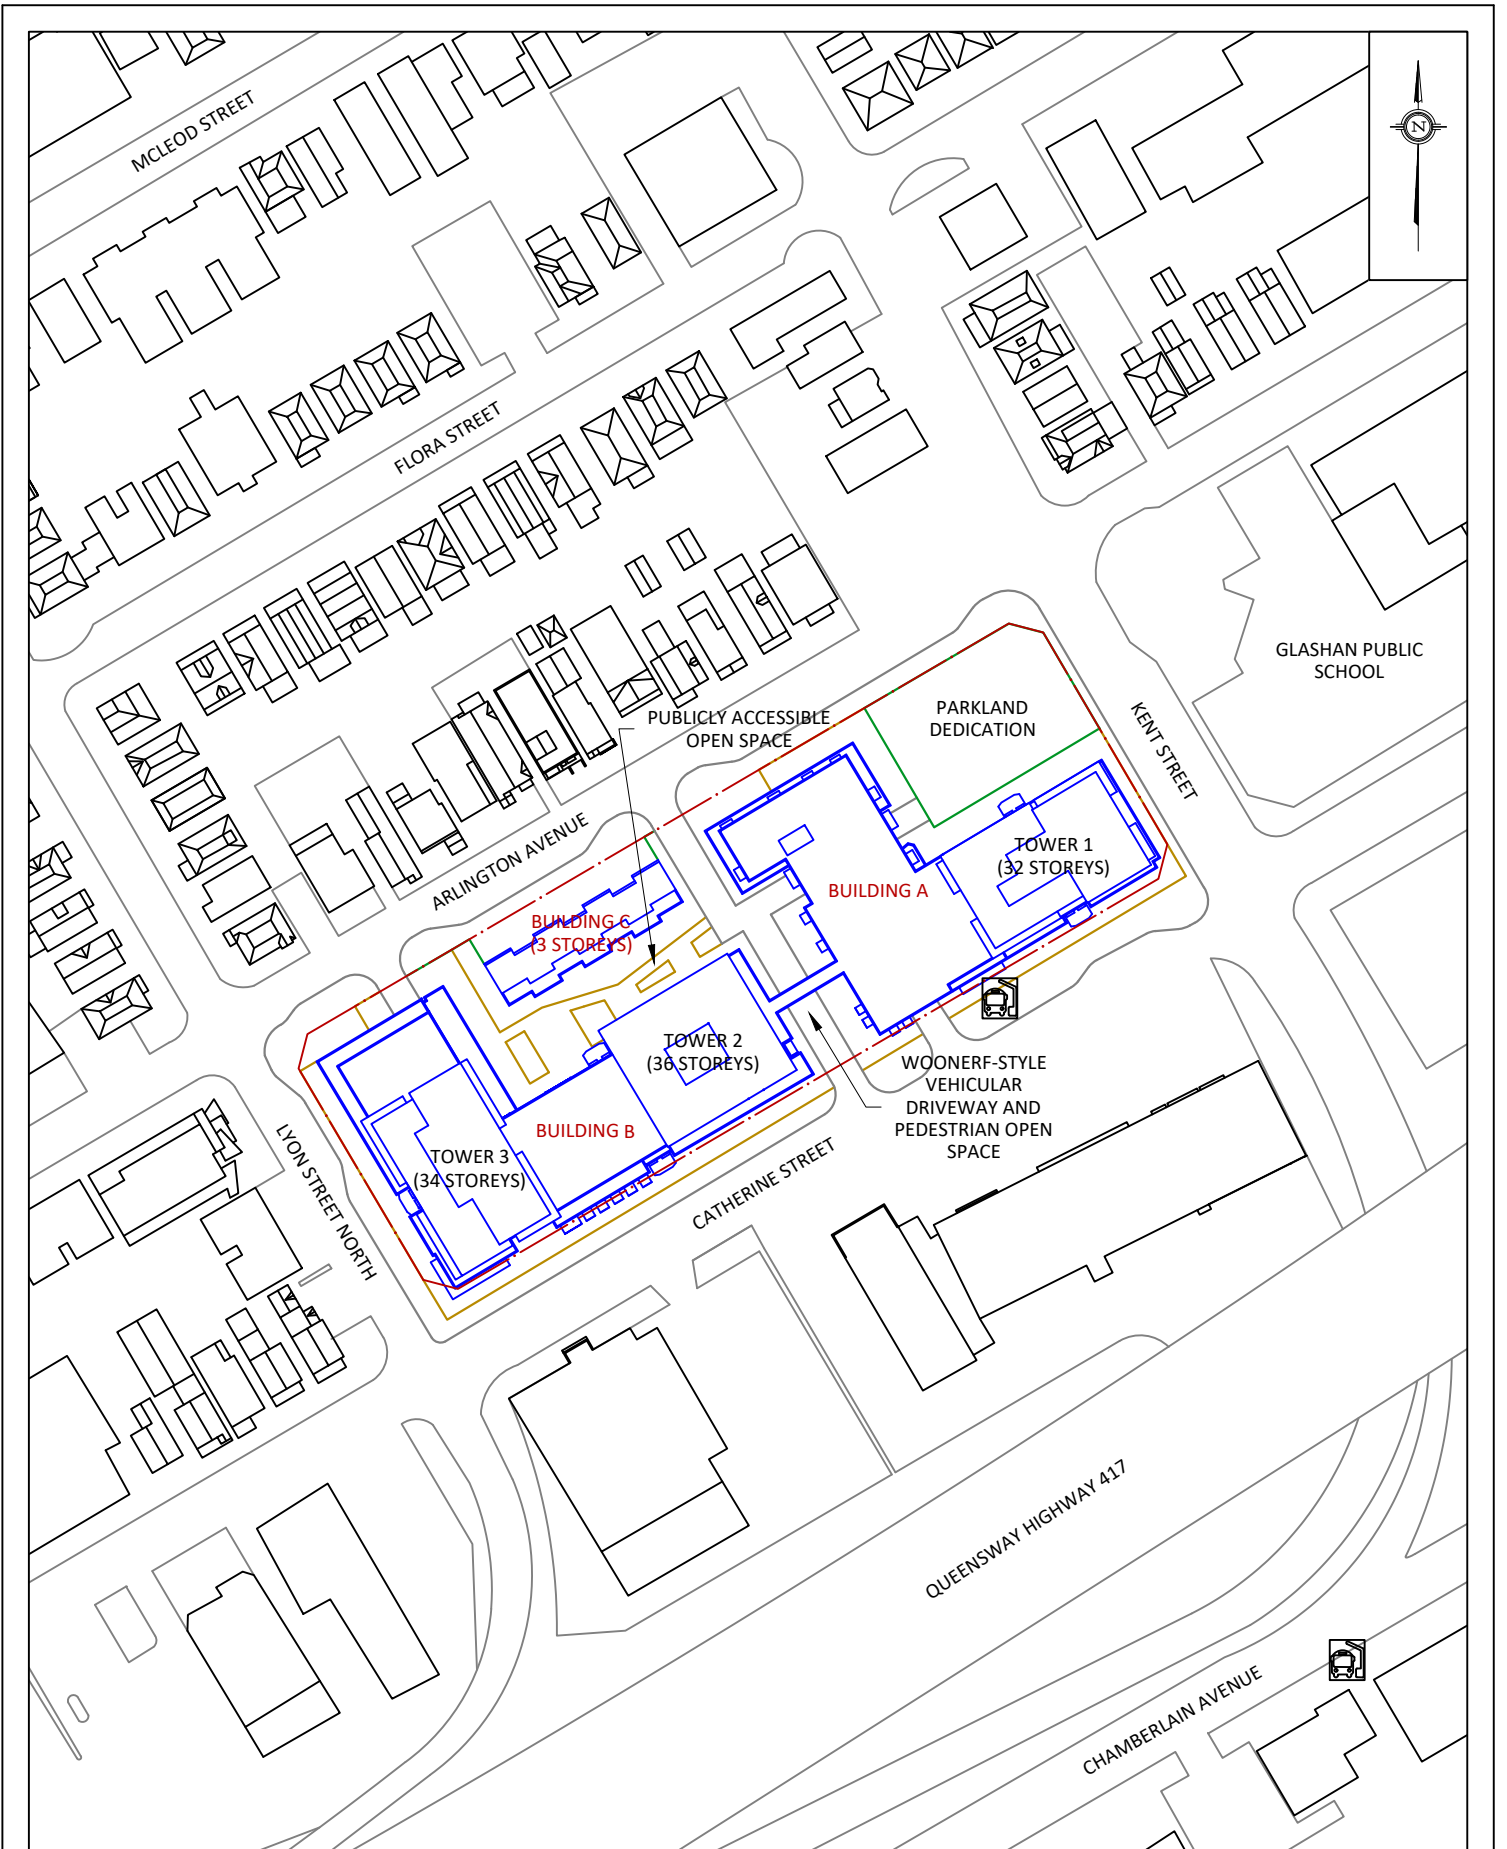 MCLEOD STREET
N
FLORA STREET
GLASHAN PUBLIC
SCHOOL
PARKLAND
DEDICATION
KENT STREET
PUBLICLY ACCESSIBLE
OPEN SPACE
ARLINGTON AVENUE
TOWER 1
(32 STOREYS)
BUILDING A
BUILDING C
(3 STOREYS)
TOWER 2
(36 STOREYS)
WOONERF-STYLE
VEHICULAR
DRIVEWAY AND
PEDESTRIAN OPEN
SPACE
BUILDING B
TOWER 3
(34 STOREYS)
LYON STREET NORTH
CATHERINE STREET
QUEENSWAY HIGHWAY 417
CHAMBERLAIN AVENUE